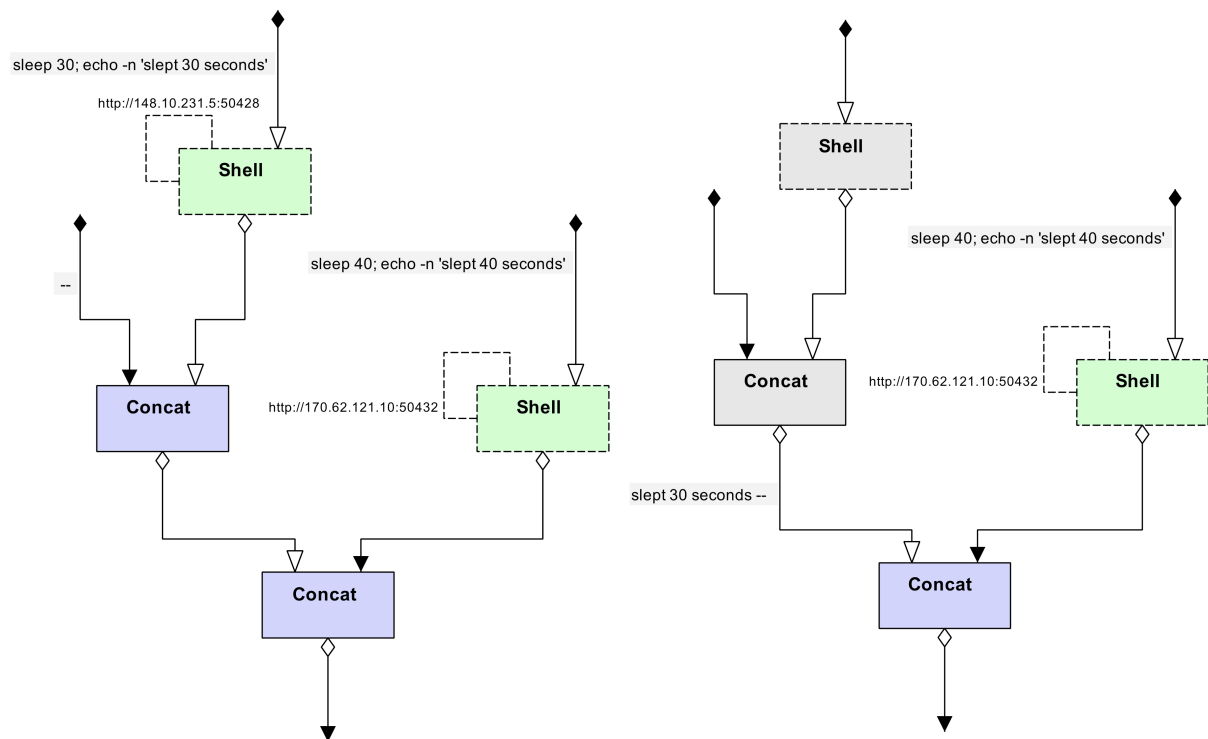 sleep 30; echo -n 'slept 30 seconds'
http://148.10.231.5:50428
Shell
--
sleep 40; echo -n 'slept 40 seconds'
Concat
http://170.62.121.10:50432
Shell
Concat
Shell
sleep 40; echo -n 'slept 40 seconds'
Concat
http://170.62.121.10:50432
Shell
slept 30 seconds --
Concat